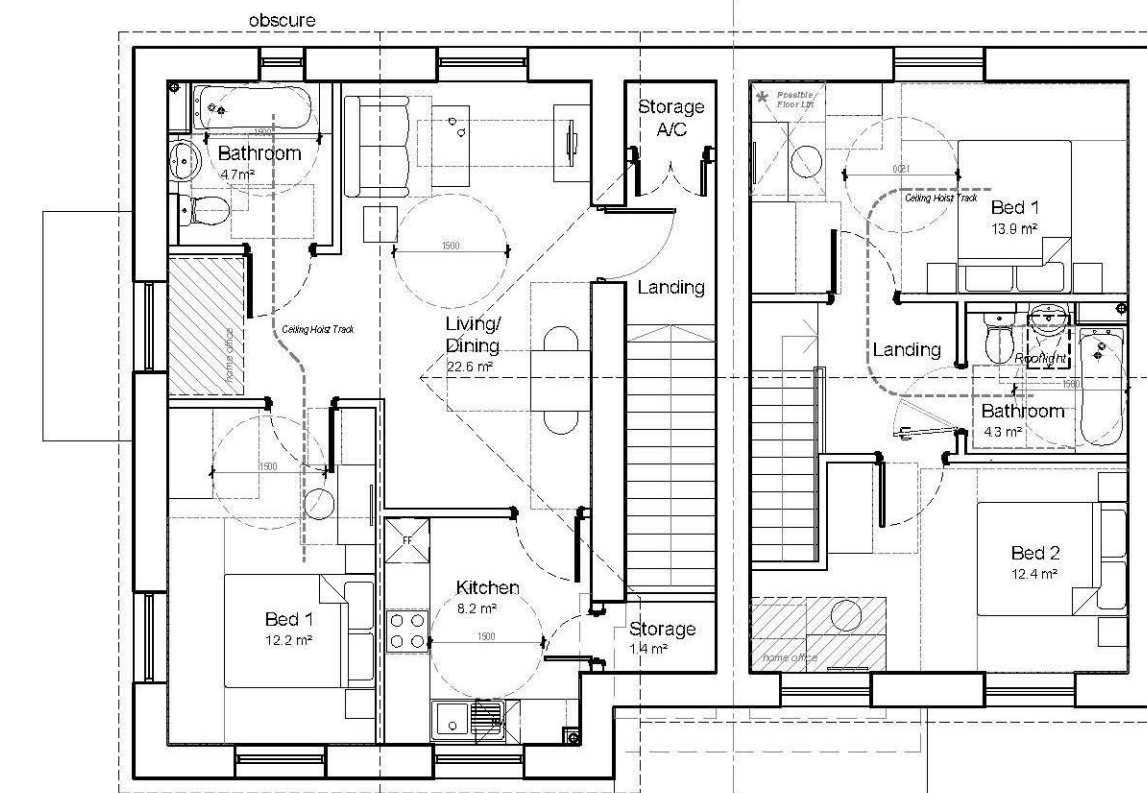 obscure
Storage
A/C
Possible
Floor Lift
1500
Bathroom
4.7m²
1500
Ceiling Hoist Track
Bed 1
13.9 m²
1500
Landing
home office
Ceiling Hoist Track
Living/
Dining
22.6 m²
Landing
Rooflight
1500
Bathroom
4.3 m²
1500
FF
Bed 2
12.4 m²
Kitchen
8.2 m²
Bed 1
12.2 m²
1500
Storage
1.4 m²
home office